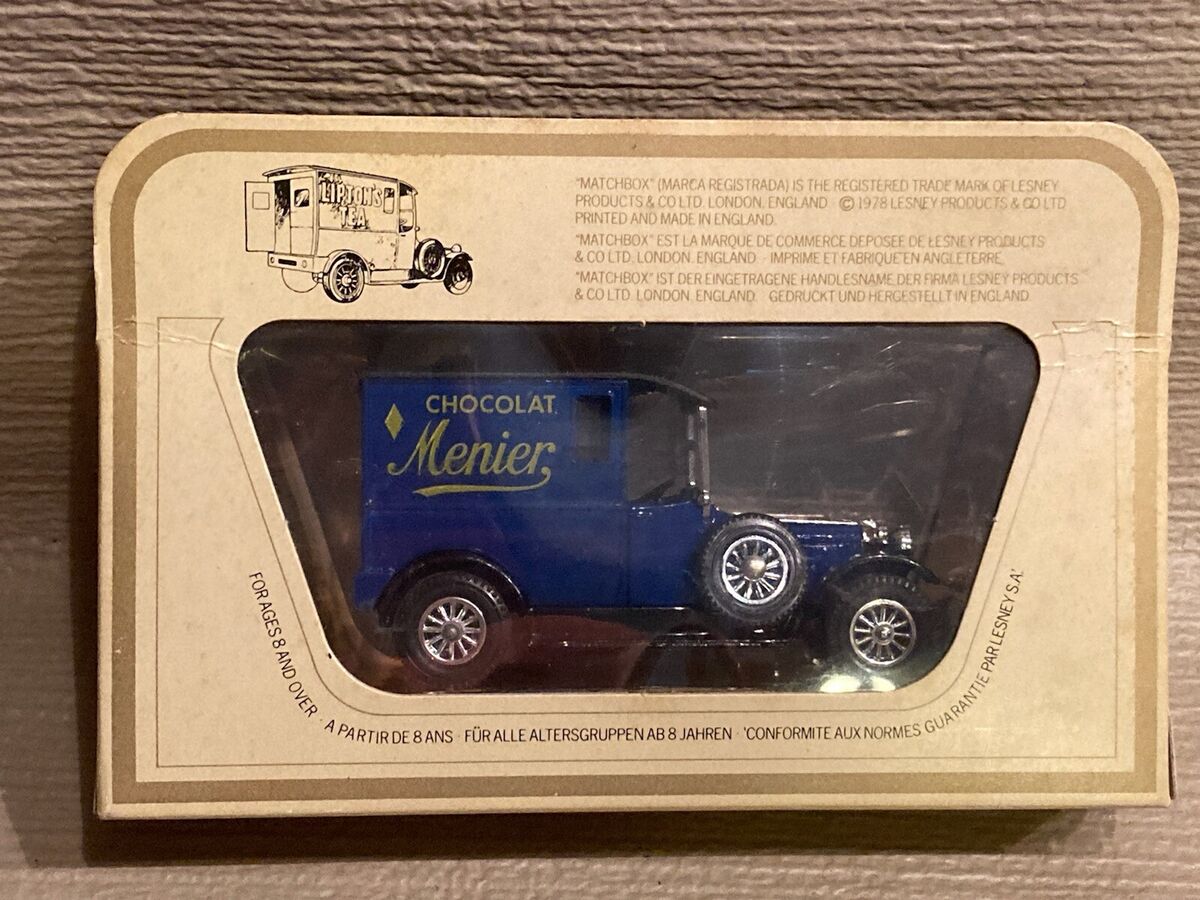 LIPTON'S
TEA
"MATCHBOX" (MARCA REGISTRADA) IS THE REGISTERED TRADE MARK OF LESNEY
PRODUCTS & CO LTD. LONDON, ENGLAND © 1978 LESNEY PRODUCTS & CO LTD
PRINTED AND MADE IN ENGLAND.
"MATCHBOX" EST LA MARQUE DE COMMERCE DEPOSEE DE LESNEY PRODUCTS
& CO LTD. LONDON, ENGLAND · IMPRIME ET FABRIQUE EN ANGLETERRE,
"MATCHBOX" IST DER EINGETRAGENE HANDLESNAME DER FIRMA LESNEY PRODUCTS
& CO LTD. LONDON, ENGLAND. GEDRUCKT UND HERGESTELLT IN ENGLAND.
CHOCOLAT
Menier
FOR AGES 8 AND OVER · A PARTIR DE 8 ANS · FÜR ALLE ALTERSGRUPPEN AB 8 JAHREN · 'CONFORMITE AUX NORMES GUARANTIE PAR LESNEY S.A.'